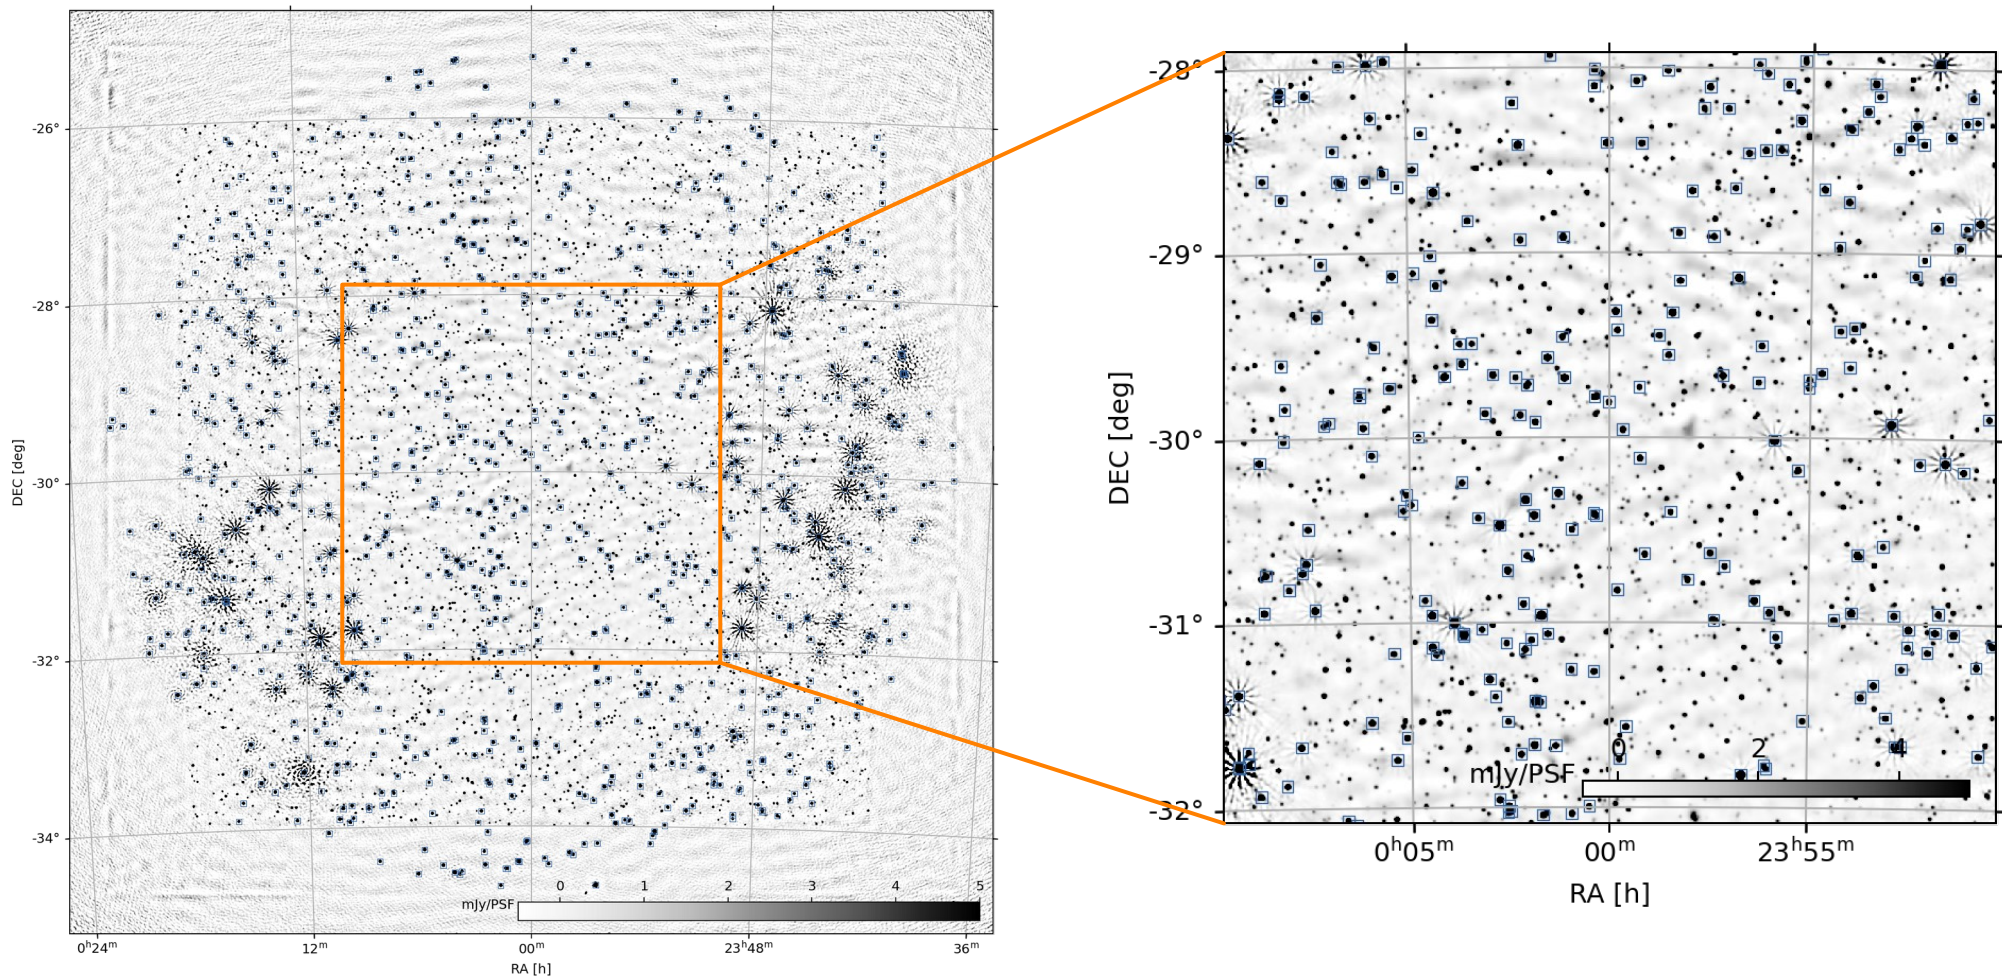 -26°
-28°
-30°
-32°
-34°
DEC [deg]
0 1 2 3 4 5
mJy/PSF
0ʰ24ᵐ 12ᵐ 00ᵐ 23ʰ48ᵐ 36ᵐ
RA [h]
-28°
-29°
-30°
-31°
-32°
DEC [deg]
0 2 4
mJy/PSF
0ʰ05ᵐ 00ᵐ 23ʰ55ᵐ
RA [h]